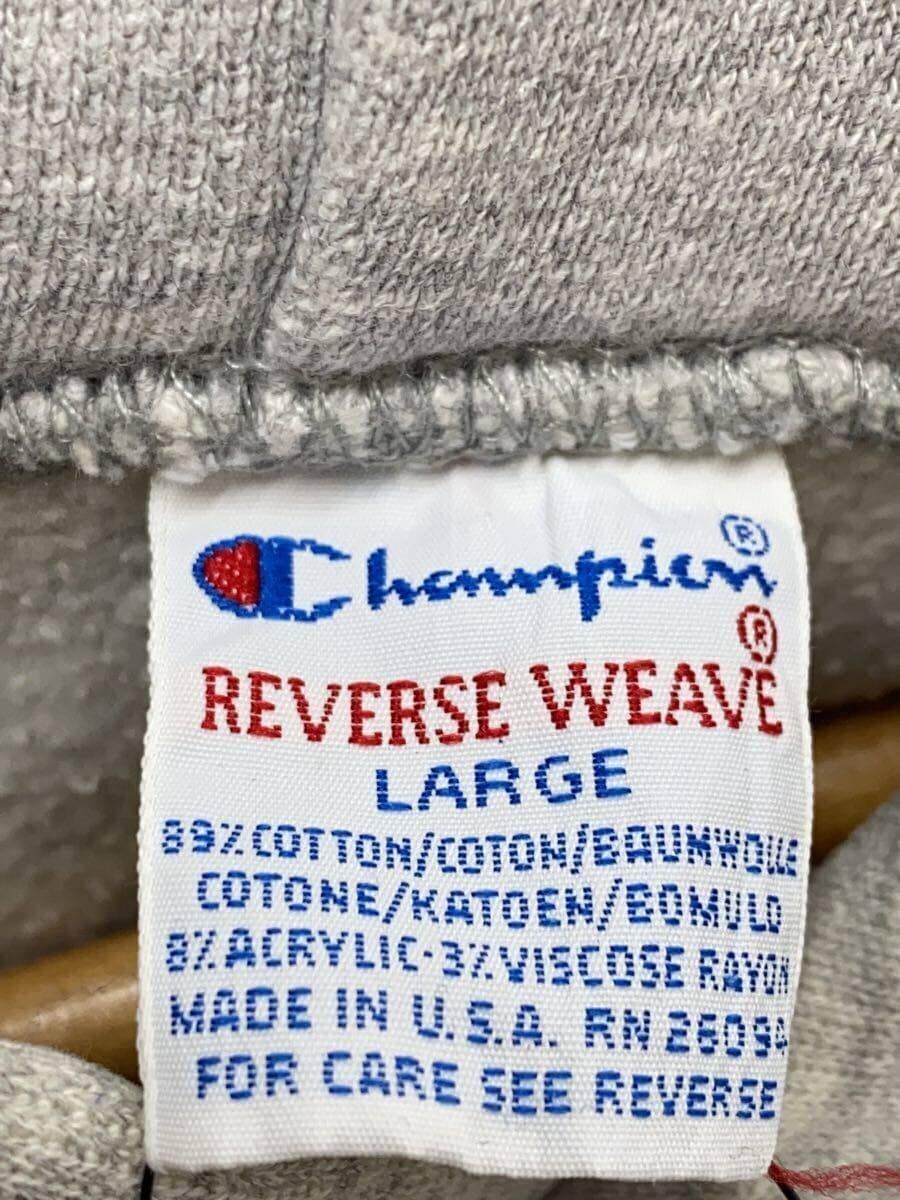 Champion®
REVERSE WEAVE®
LARGE
89% COTTON/COTON/BAUMWOLLE
COTONE/KATOEN/BOMULD
8% ACRYLIC-3% VISCOSE RAYON
MADE IN U.S.A. RN 26094
FOR CARE SEE REVERSE